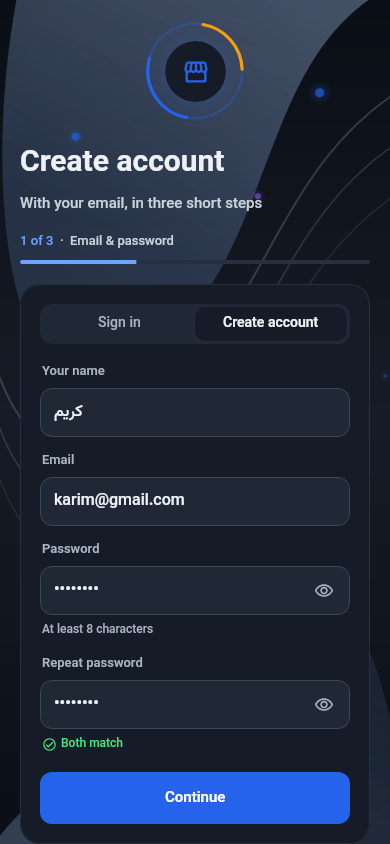 Create account
With your email, in three short steps
1 of 3 · Email & password
Sign in
Create account
Your name
کریم
Email
karim@gmail.com
Password
••••••••
At least 8 characters
Repeat password
••••••••
Both match
Continue